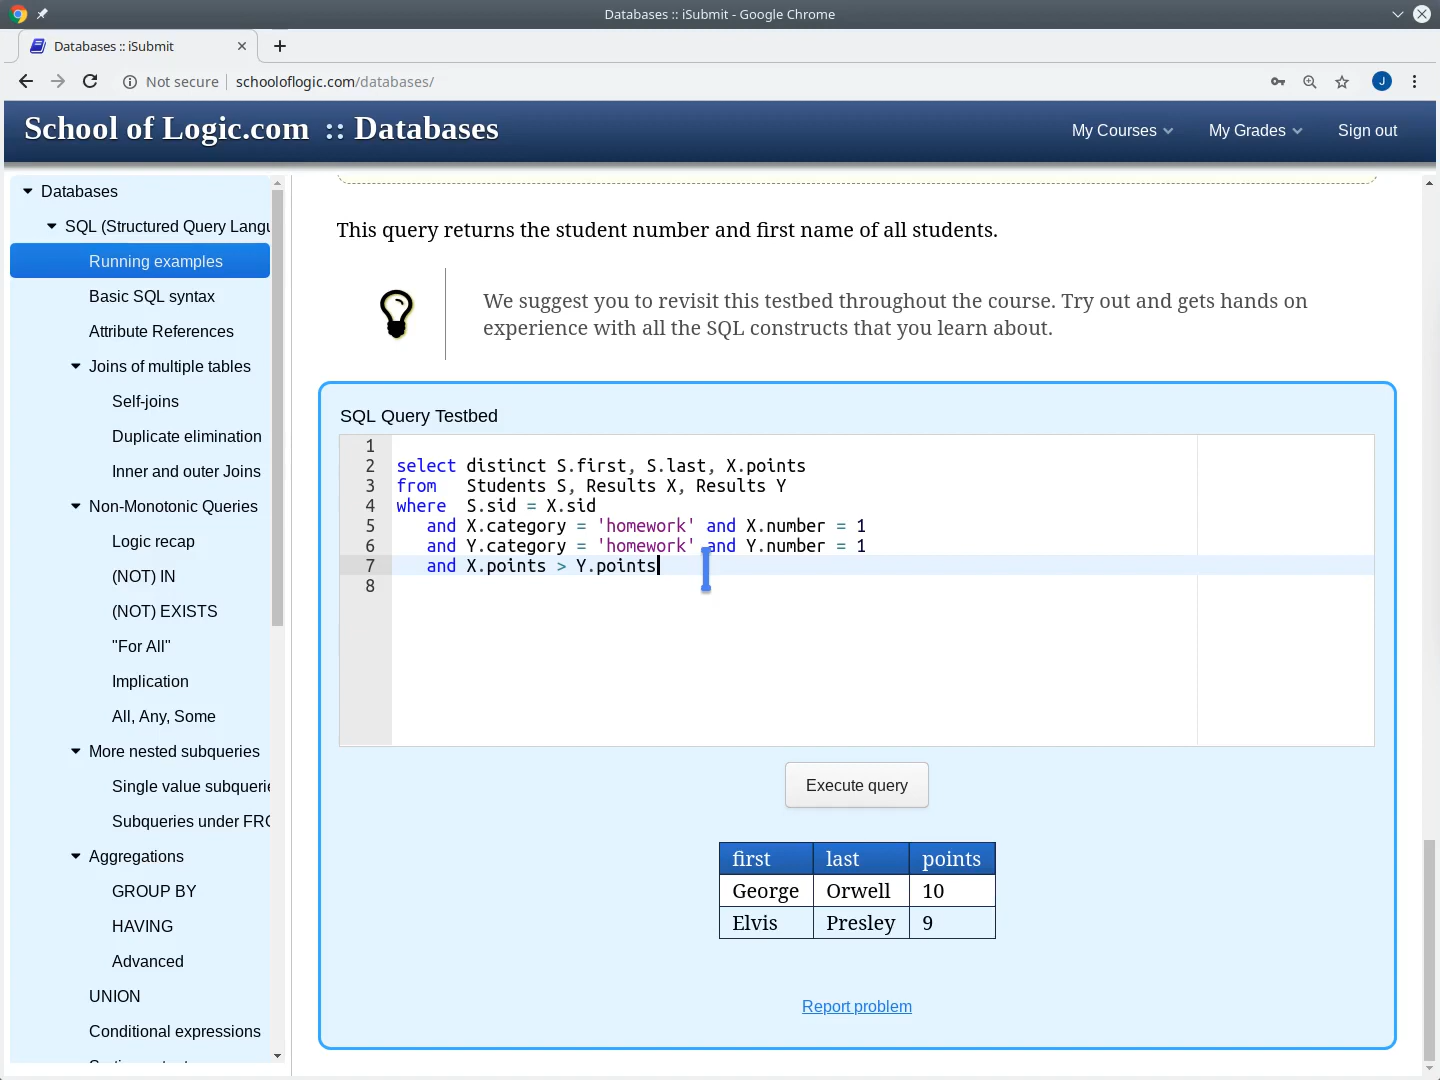 Databases :: iSubmit - Google Chrome
Databases :: iSubmit
Not secure
schooloflogic.com/databases/
J
School of Logic.com :: Databases
My Courses
My Grades
Sign out
Databases
SQL (Structured Query Langu
Running examples
Basic SQL syntax
Attribute References
Joins of multiple tables
Self-joins
Duplicate elimination
Inner and outer Joins
Non-Monotonic Queries
Logic recap
(NOT) IN
(NOT) EXISTS
"For All"
Implication
All, Any, Some
More nested subqueries
Single value subquerie
Subqueries under FRO
Aggregations
GROUP BY
HAVING
Advanced
UNION
Conditional expressions
This query returns the student number and first name of all students.
We suggest you to revisit this testbed throughout the course. Try out and gets hands on
experience with all the SQL constructs that you learn about.
SQL Query Testbed
1
2 select distinct S.first, S.last, X.points
3 from Students S, Results X, Results Y
4 where S.sid = X.sid
5 and X.category = 'homework' and X.number = 1
6 and Y.category = 'homework' and Y.number = 1
7 and X.points > Y.points
8
Execute query
first last points
George Orwell 10
Elvis Presley 9
Report problem